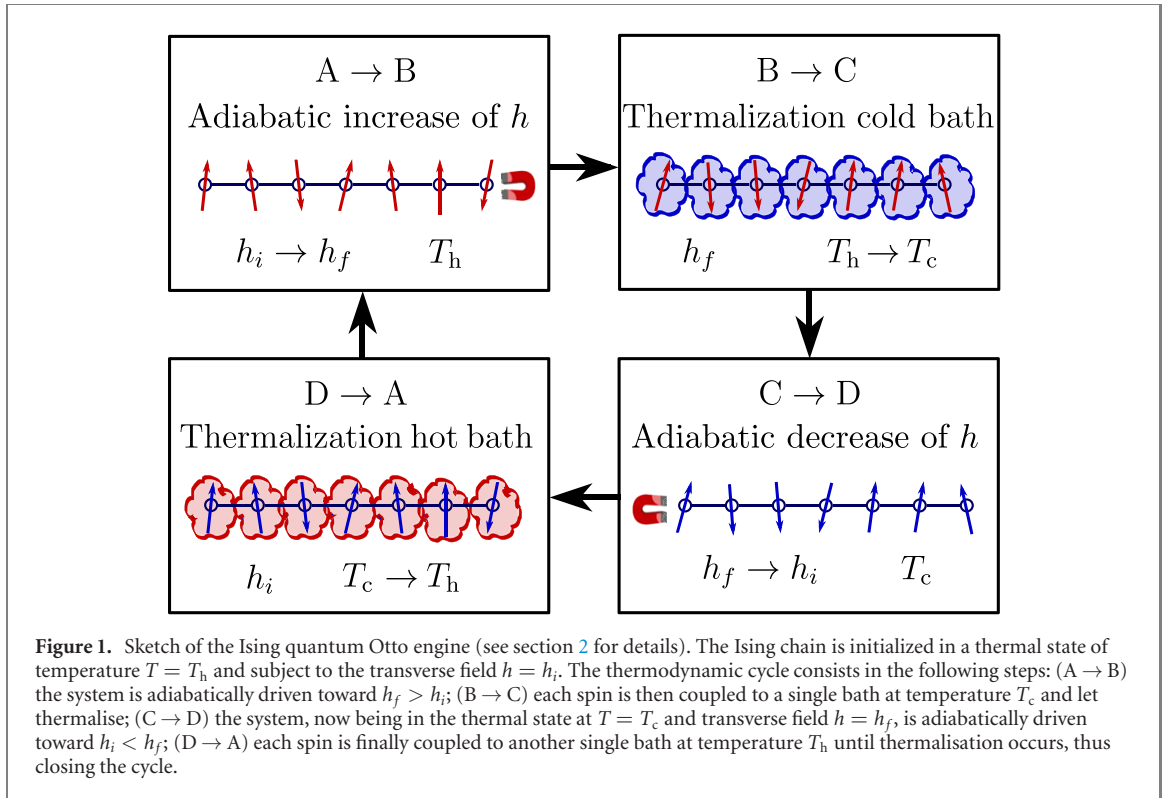 A → B
Adiabatic increase of h
h_i → h_f T_h
B → C
Thermalization cold bath
h_f T_h → T_c
D → A
Thermalization hot bath
h_i T_c → T_h
C → D
Adiabatic decrease of h
h_f → h_i T_c
Figure 1. Sketch of the Ising quantum Otto engine (see section 2 for details). The Ising chain is initialized in a thermal state of
temperature T = T_h and subject to the transverse field h = h_i. The thermodynamic cycle consists in the following steps: (A → B)
the system is adiabatically driven toward h_f > h_i; (B → C) each spin is then coupled to a single bath at temperature T_c and let
thermalise; (C → D) the system, now being in the thermal state at T = T_c and transverse field h = h_f, is adiabatically driven
toward h_i < h_f; (D → A) each spin is finally coupled to another single bath at temperature T_h until thermalisation occurs, thus
closing the cycle.